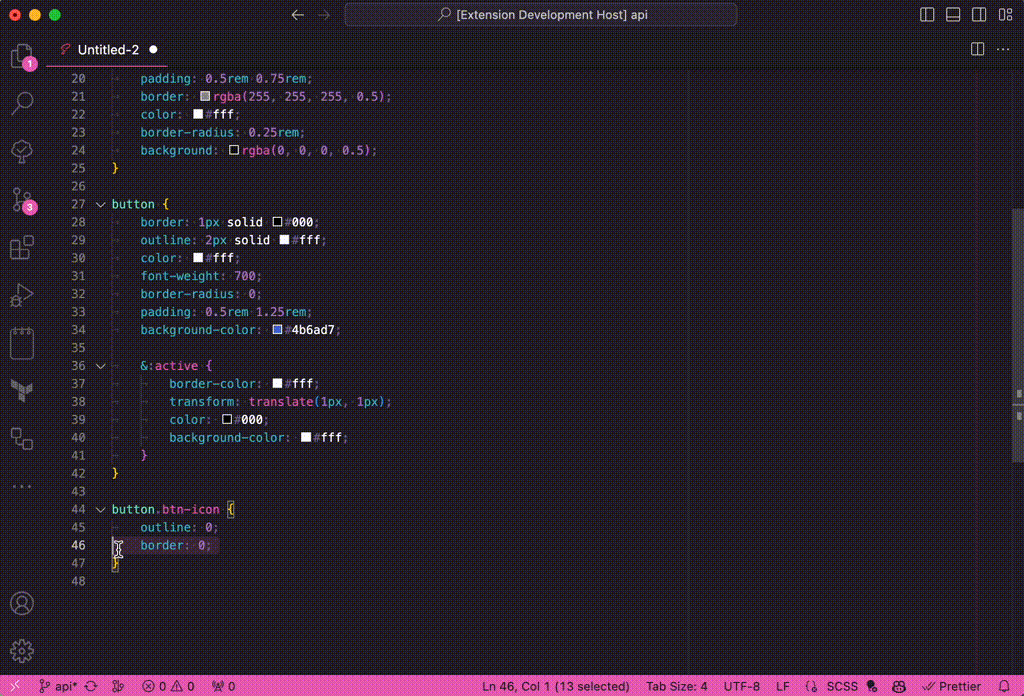 [Extension Development Host] api
Untitled-2
1
3
20 padding: 0.5rem 0.75rem;
21 border: rgba(255, 255, 255, 0.5);
22 color: #fff;
23 border-radius: 0.25rem;
24 background: rgba(0, 0, 0, 0.5);
25 }
26
27 button {
28 border: 1px solid #000;
29 outline: 2px solid #fff;
30 color: #fff;
31 font-weight: 700;
32 border-radius: 0;
33 padding: 0.5rem 1.25rem;
34 background-color: #4b6ad7;
35
36 &:active {
37 border-color: #fff;
38 transform: translate(1px, 1px);
39 color: #000;
40 background-color: #fff;
41 }
42 }
43
44 button.btn-icon {
45 outline: 0;
46 border: 0;
47 }
48
api* 0 0 0 Ln 46, Col 1 (13 selected) Tab Size: 4 UTF-8 LF {} SCSS Prettier